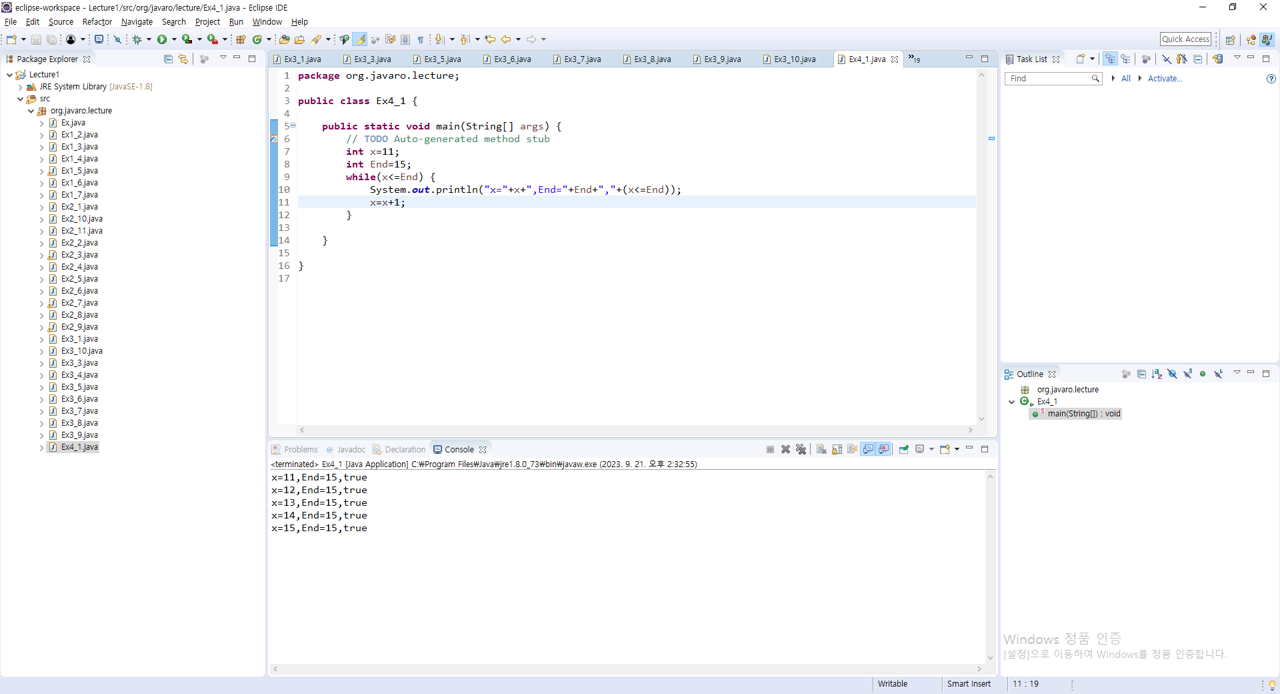 eclipse-workspace - Lecture1/src/org/javaro/lecture/Ex4_1.java - Eclipse IDE
File Edit Source Refactor Navigate Search Project Run Window Help
Quick Access
Package Explorer
Lecture1
JRE System Library [JavaSE-1.8]
src
org.javaro.lecture
Ex.java
Ex1_2.java
Ex1_3.java
Ex1_4.java
Ex1_5.java
Ex1_6.java
Ex1_7.java
Ex2_1.java
Ex2_10.java
Ex2_11.java
Ex2_2.java
Ex2_3.java
Ex2_4.java
Ex2_5.java
Ex2_6.java
Ex2_7.java
Ex2_8.java
Ex2_9.java
Ex3_1.java
Ex3_10.java
Ex3_3.java
Ex3_4.java
Ex3_5.java
Ex3_6.java
Ex3_7.java
Ex3_8.java
Ex3_9.java
Ex4_1.java
Ex3_1.java Ex3_3.java Ex3_5.java Ex3_6.java Ex3_7.java Ex3_8.java Ex3_9.java Ex3_10.java Ex4_1.java »19
1 package org.javaro.lecture;
2
3 public class Ex4_1 {
4
5 public static void main(String[] args) {
6 // TODO Auto-generated method stub
7 int x=11;
8 int End=15;
9 while(x<=End) {
10 System.out.println("x="+x+",End="+End+","+(x<=End));
11 x=x+1;
12 }
13
14 }
15
16 }
17
Problems Javadoc Declaration Console
<terminated> Ex4_1 [Java Application] C:₩Program Files₩Java₩jre1.8.0_73₩bin₩javaw.exe (2023. 9. 21. 오후 2:32:55)
x=11,End=15,true
x=12,End=15,true
x=13,End=15,true
x=14,End=15,true
x=15,End=15,true
Task List
Find All Activate...
Outline
org.javaro.lecture
Ex4_1
main(String[]) : void
Windows 정품 인증
[설정]으로 이동하여 Windows를 정품 인증합니다.
Writable Smart Insert 11 : 19